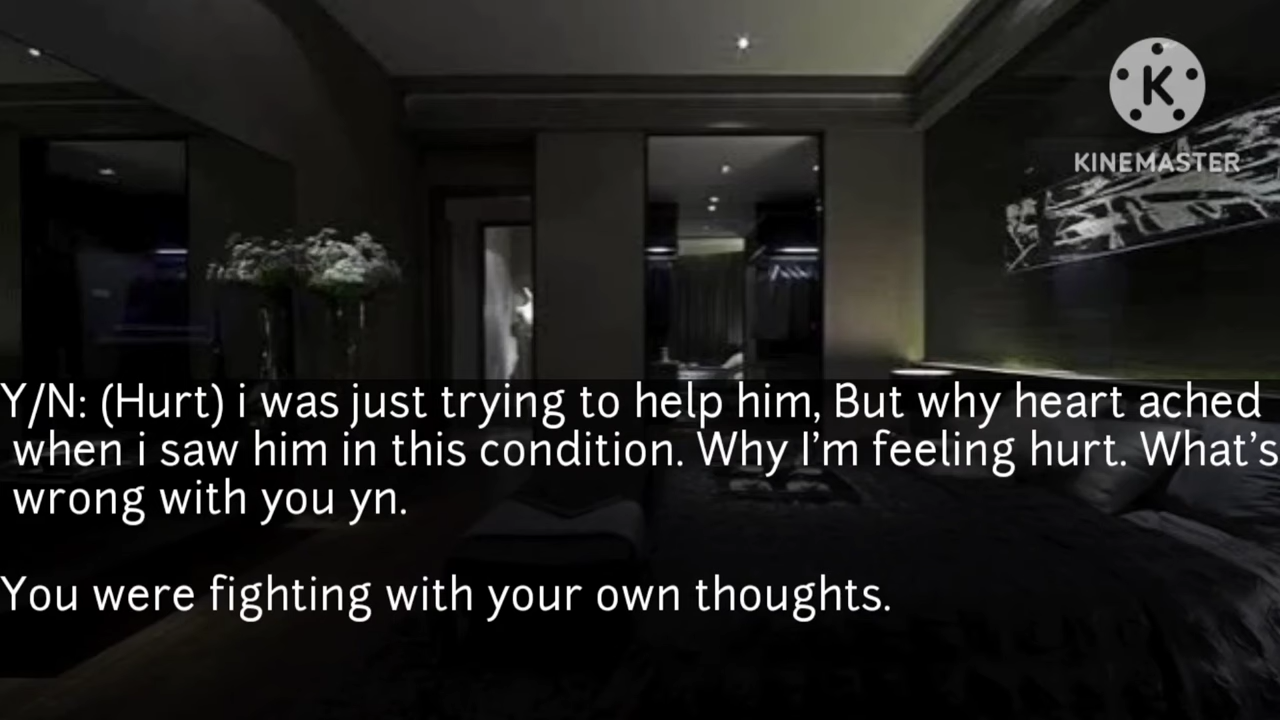 KINEMASTER
Y/N: (Hurt) i was just trying to help him, But why heart ached
when i saw him in this condition. Why I’m feeling hurt. What’s
wrong with you yn.
You were fighting with your own thoughts.